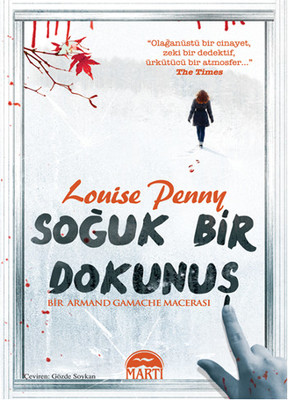 "Olağanüstü bir cinayet,
zeki bir dedektif,
ürkütücü bir atmosfer..."
The Times
Louise Penny
SOĞUK BİR
DOKUNUŞ
BİR ARMAND GAMACHE MACERASI
Çeviren: Gözde Soykan
MARTI